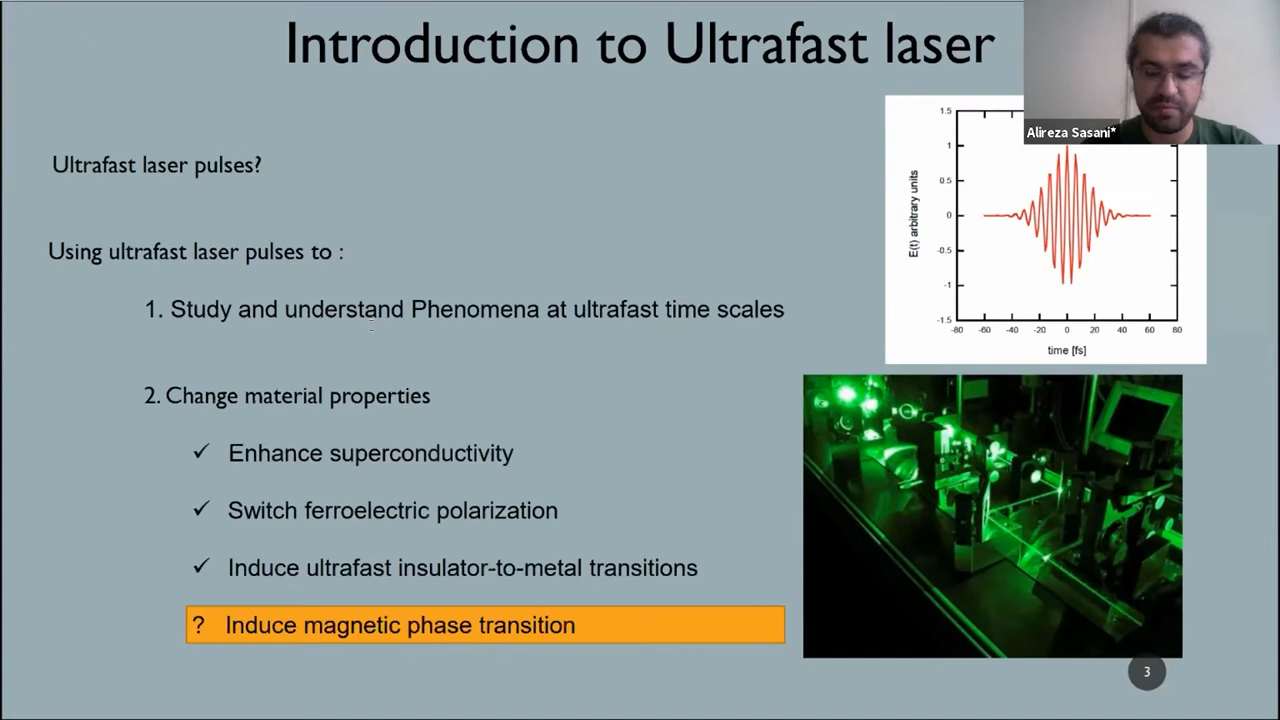 Introduction to Ultrafast laser
Alireza Sasani*
Ultrafast laser pulses?
Using ultrafast laser pulses to :
1. Study and understand Phenomena at ultrafast time scales
2. Change material properties
✓ Enhance superconductivity
✓ Switch ferroelectric polarization
✓ Induce ultrafast insulator-to-metal transitions
? Induce magnetic phase transition
1.5
1
0.5
0
-0.5
-1
-1.5
E(t) arbitrary units
-80 -60 -40 -20 0 20 40 60 80
time [fs]
3